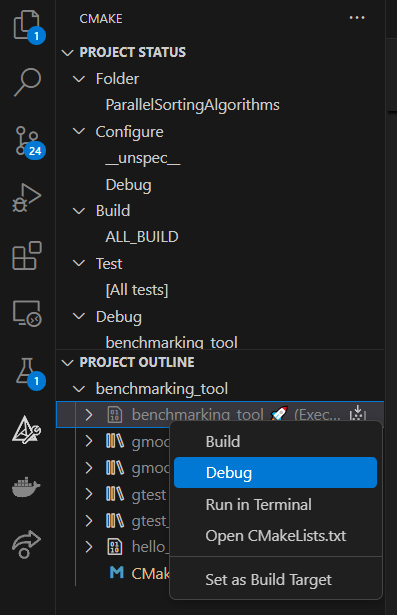 CMAKE
1
PROJECT STATUS
Folder
ParallelSortingAlgorithms
Configure
__unspec__
24
Debug
Build
ALL_BUILD
Test
[All tests]
Debug
benchmarking_tool
PROJECT OUTLINE
1
benchmarking_tool
benchmarking_tool 🚀 (Exec...
gmoc
gmoc
gtest
gtest_
hello_
CMak
Build
Debug
Run in Terminal
Open CMakeLists.txt
Set as Build Target